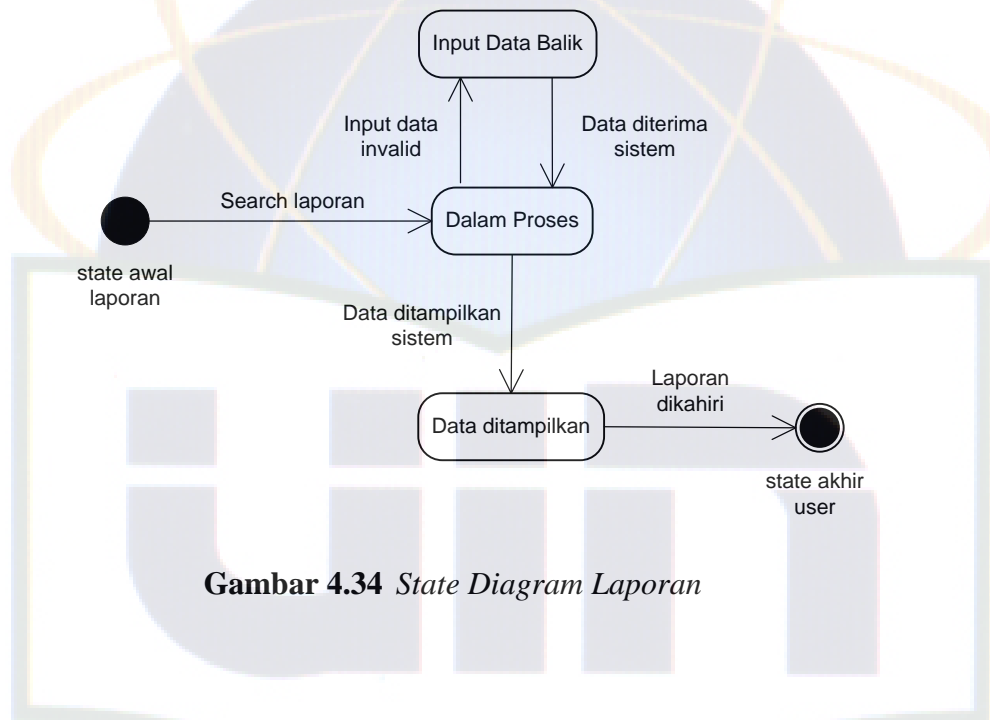 Input Data Balik
Input data
invalid
Data diterima
sistem
Search laporan
Dalam Proses
state awal
laporan
Data ditampilkan
sistem
Laporan
dikahiri
Data ditampilkan
state akhir
user
Gambar 4.34 State Diagram Laporan
uin